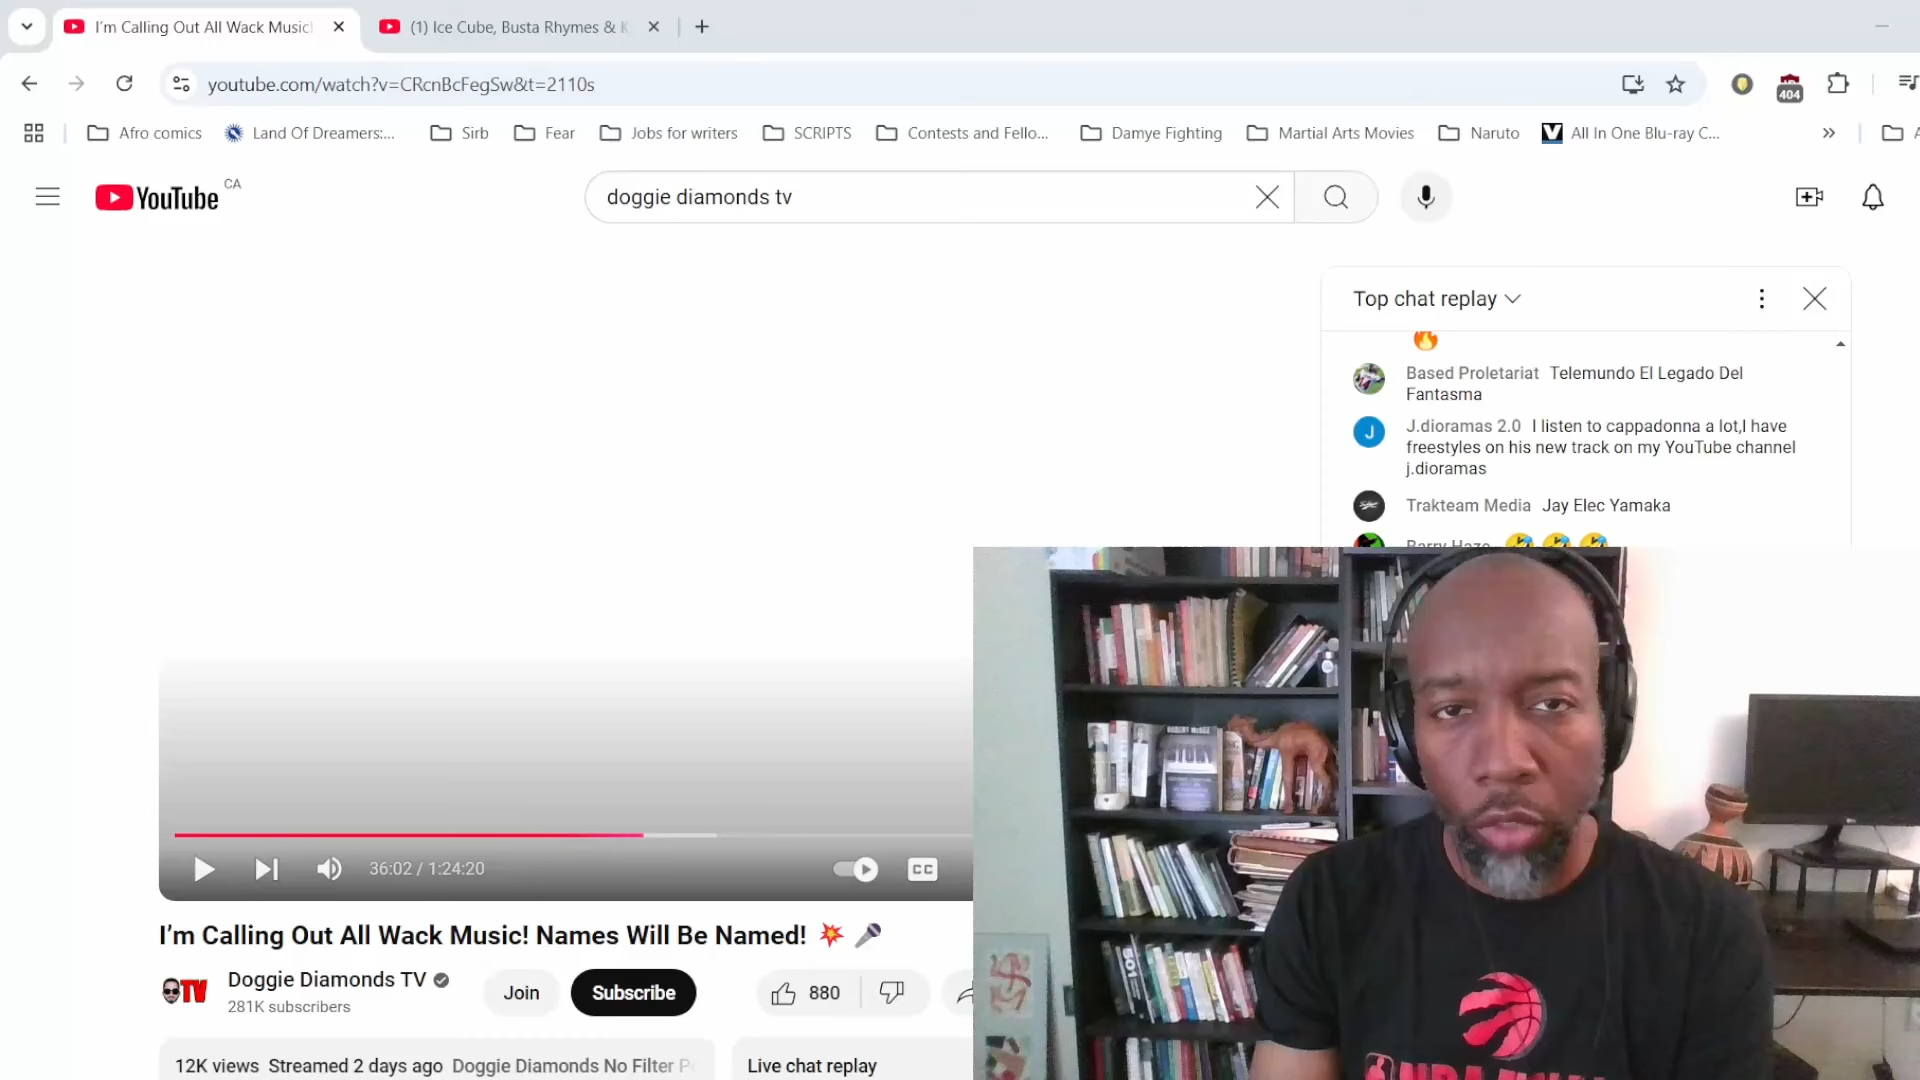 I'm Calling Out All Wack Music!
(1) Ice Cube, Busta Rhymes & K
youtube.com/watch?v=CRcnBcFegSw&t=2110s
404
Afro comics
Land Of Dreamers:...
Sirb
Fear
Jobs for writers
SCRIPTS
Contests and Fello...
Damye Fighting
Martial Arts Movies
Naruto
All In One Blu-ray C...
YouTube CA
doggie diamonds tv
Top chat replay
Based Proletariat Telemundo El Legado Del
Fantasma
J
J.dioramas 2.0 I listen to cappadonna a lot,I have
freestyles on his new track on my YouTube channel
j.dioramas
Trakteam Media Jay Elec Yamaka
Barry Haze
36:02 / 1:24:20
CC
I'm Calling Out All Wack Music! Names Will Be Named! 💥 🎤
TV
Doggie Diamonds TV
281K subscribers
Join
Subscribe
880
12K views Streamed 2 days ago Doggie Diamonds No Filter P
Live chat replay